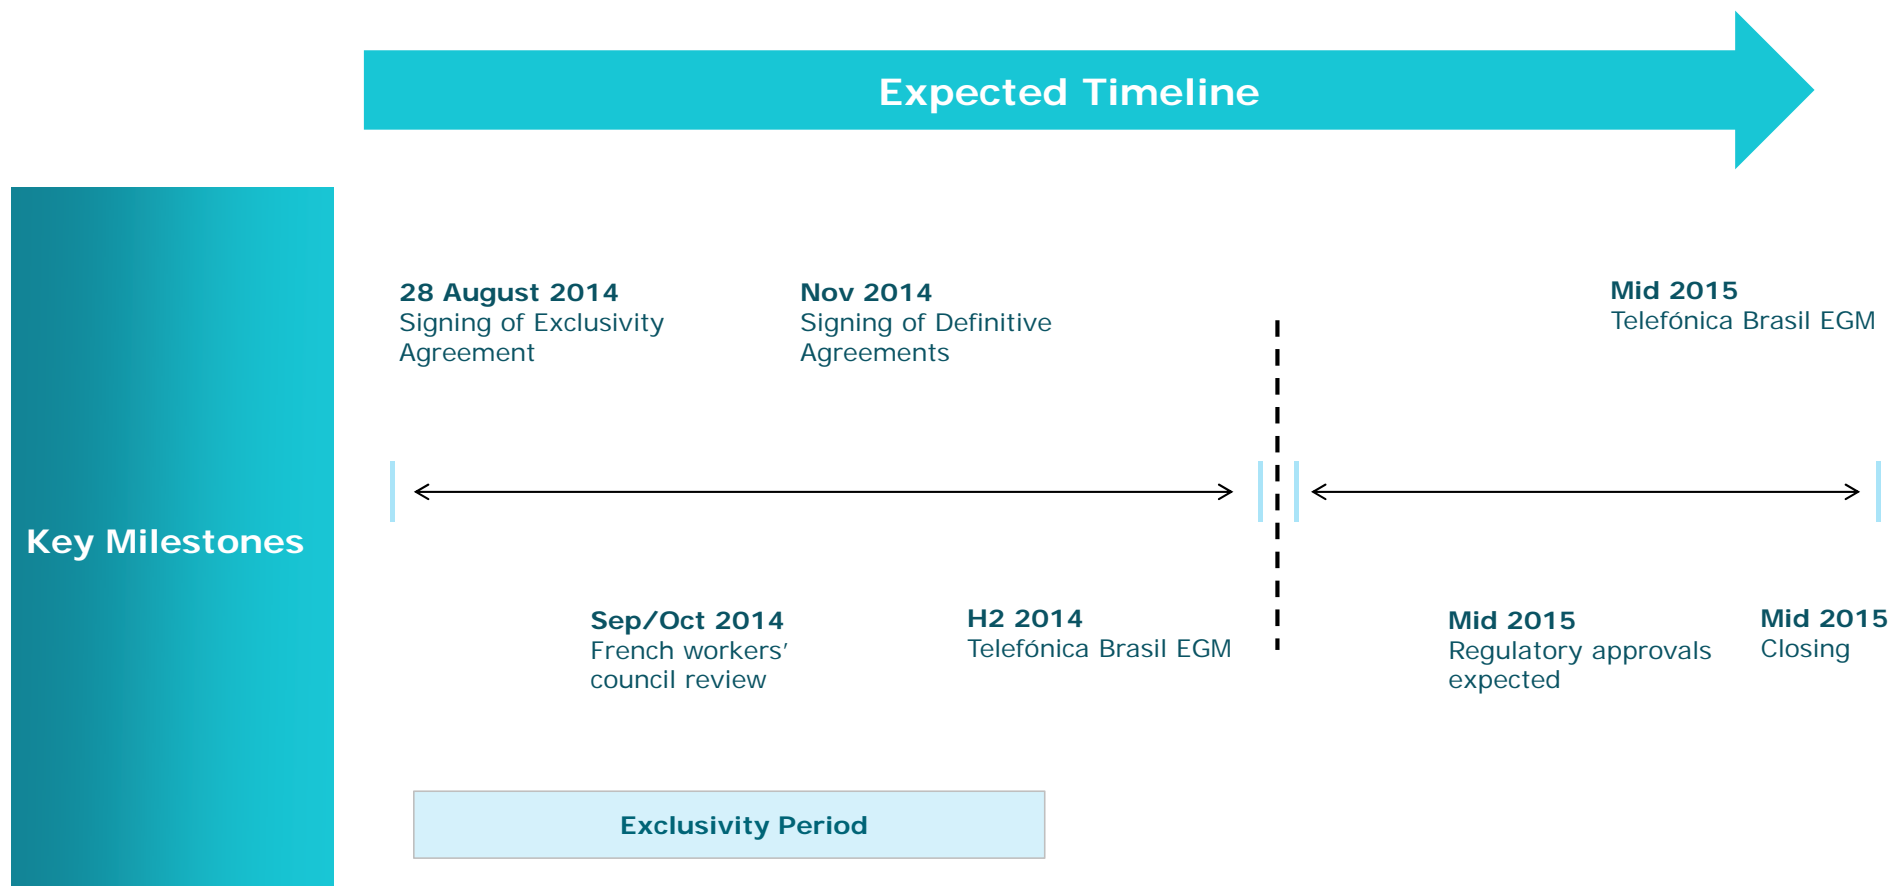 Expected Timeline
Key Milestones
28 August 2014
Signing of Exclusivity
Agreement
Nov 2014
Signing of Definitive
Agreements
Mid 2015
Telefónica Brasil EGM
Sep/Oct 2014
French workers’
council review
H2 2014
Telefónica Brasil EGM
Mid 2015
Regulatory approvals
expected
Mid 2015
Closing
Exclusivity Period